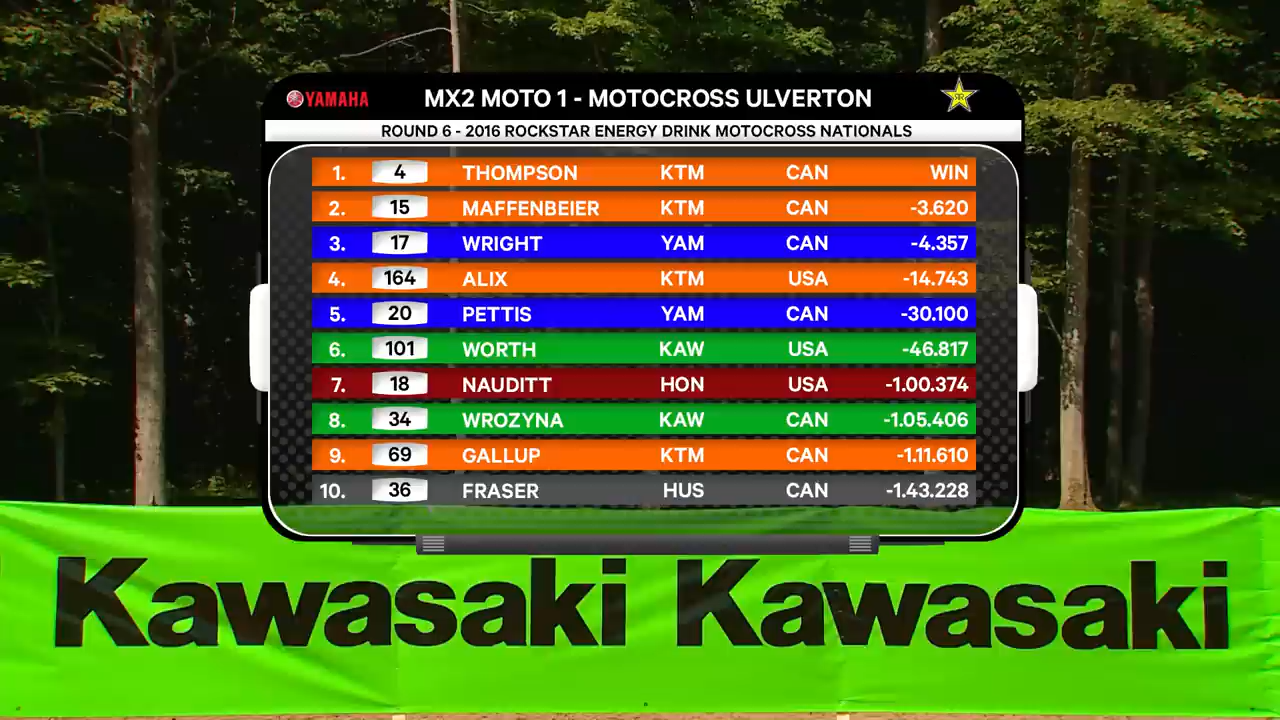 YAMAHA MX2 MOTO 1 - MOTOCROSS ULVERTON
ROUND 6 - 2016 ROCKSTAR ENERGY DRINK MOTOCROSS NATIONALS
1. 4 THOMPSON KTM CAN WIN
2. 15 MAFFENBEIER KTM CAN -3.620
3. 17 WRIGHT YAM CAN -4.357
4. 164 ALIX KTM USA -14.743
5. 20 PETTIS YAM CAN -30.100
6. 101 WORTH KAW USA -46.817
7. 18 NAUDITT HON USA -1.00.374
8. 34 WROZYNA KAW CAN -1.05.406
9. 69 GALLUP KTM CAN -1.11.610
10. 36 FRASER HUS CAN -1.43.228
Kawasaki Kawasaki